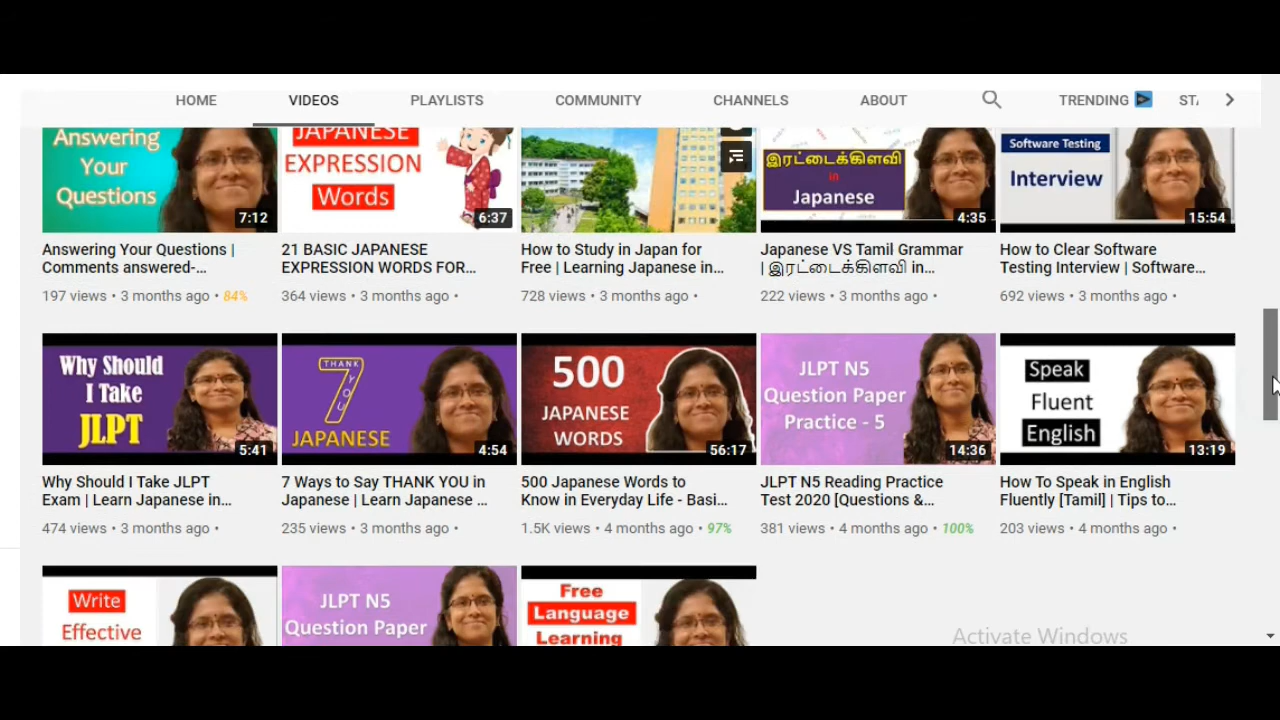 HOME VIDEOS PLAYLISTS COMMUNITY CHANNELS ABOUT TRENDING
Answering
Your
Questions
7:12
JAPANESE
EXPRESSION
Words
6:37
இரட்டைக்கிளவி
in
Japanese
4:35
Software Testing
Interview
15:54
Answering Your Questions |
Comments answered-...
197 views • 3 months ago • 84%
21 BASIC JAPANESE
EXPRESSION WORDS FOR...
364 views • 3 months ago •
How to Study in Japan for
Free | Learning Japanese in...
728 views • 3 months ago •
Japanese VS Tamil Grammar
| இரட்டைக்கிளவி in...
222 views • 3 months ago •
How to Clear Software
Testing Interview | Software...
692 views • 3 months ago •
Why Should
I Take
JLPT
5:41
THANK
YOU
7
JAPANESE
4:54
500
JAPANESE
WORDS
56:17
JLPT N5
Question Paper
Practice - 5
14:36
Speak
Fluent
English
13:19
Why Should I Take JLPT
Exam | Learn Japanese in...
474 views • 3 months ago •
7 Ways to Say THANK YOU in
Japanese | Learn Japanese ...
235 views • 3 months ago •
500 Japanese Words to
Know in Everyday Life - Basi...
1.5K views • 4 months ago • 97%
JLPT N5 Reading Practice
Test 2020 [Questions &...
381 views • 4 months ago • 100%
How To Speak in English
Fluently [Tamil] | Tips to...
203 views • 4 months ago •
Write
Effective
JLPT N5
Question Paper
Free
Language
Learning
Activate Windows